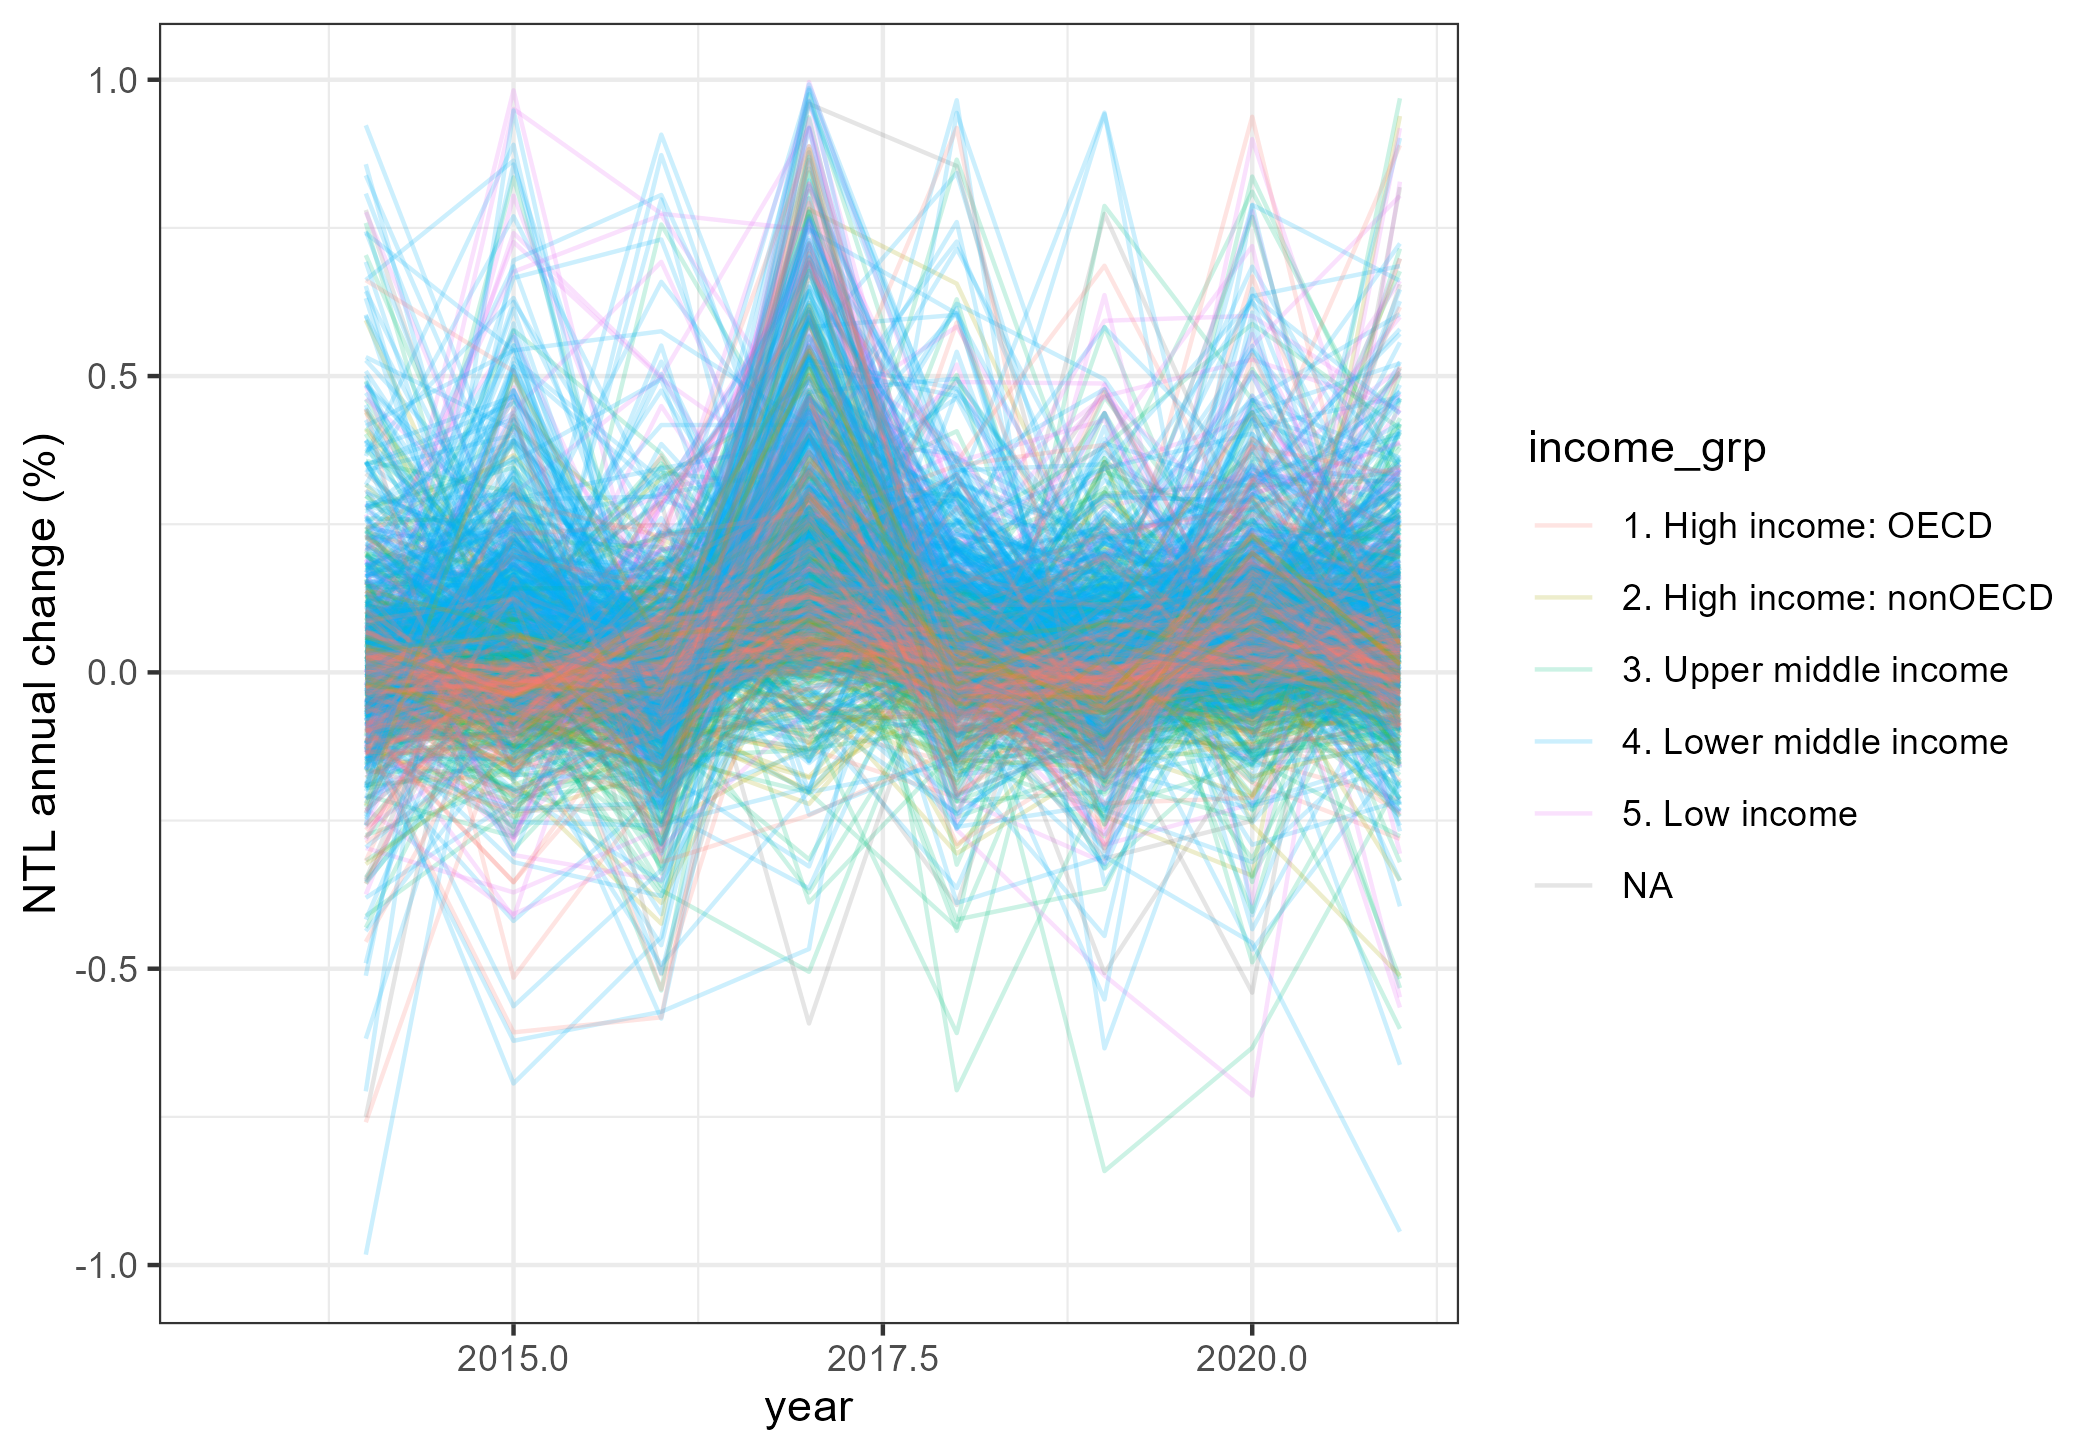 1.0
0.5
0.0
-0.5
-1.0
NTL annual change (%)
2015.0
2017.5
2020.0
year
income_grp
1. High income: OECD
2. High income: nonOECD
3. Upper middle income
4. Lower middle income
5. Low income
NA